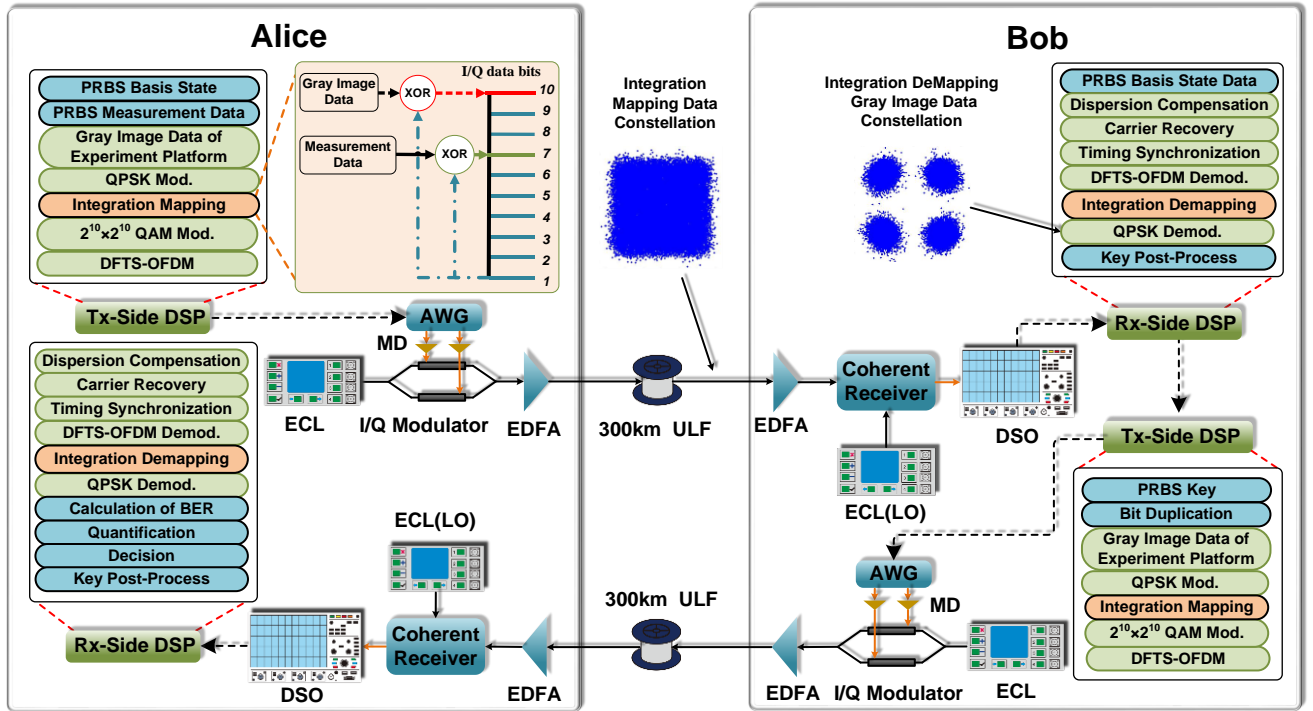 Alice
PRBS Basis State
PRBS Measurement Data
Gray Image Data of
Experiment Platform
QPSK Mod.
Integration Mapping
2¹⁰×2¹⁰ QAM Mod.
DFTS-OFDM
I/Q data bits
Gray Image
Data
XOR
Measurement
Data
XOR
10
9
8
7
6
5
4
3
2
1
Tx-Side DSP
AWG
MD
ECL
I/Q Modulator
EDFA
Integration
Mapping Data
Constellation
300km ULF
Bob
Integration DeMapping
Gray Image Data
Constellation
PRBS Basis State Data
Dispersion Compensation
Carrier Recovery
Timing Synchronization
DFTS-OFDM Demod.
Integration Demapping
QPSK Demod.
Key Post-Process
Rx-Side DSP
EDFA
Coherent
Receiver
DSO
ECL(LO)
Tx-Side DSP
PRBS Key
Bit Duplication
Gray Image Data of
Experiment Platform
QPSK Mod.
Integration Mapping
2¹⁰×2¹⁰ QAM Mod.
DFTS-OFDM
AWG
MD
ECL
I/Q Modulator
EDFA
300km ULF
Dispersion Compensation
Carrier Recovery
Timing Synchronization
DFTS-OFDM Demod.
Integration Demapping
QPSK Demod.
Calculation of BER
Quantification
Decision
Key Post-Process
Rx-Side DSP
ECL(LO)
Coherent
Receiver
DSO
EDFA